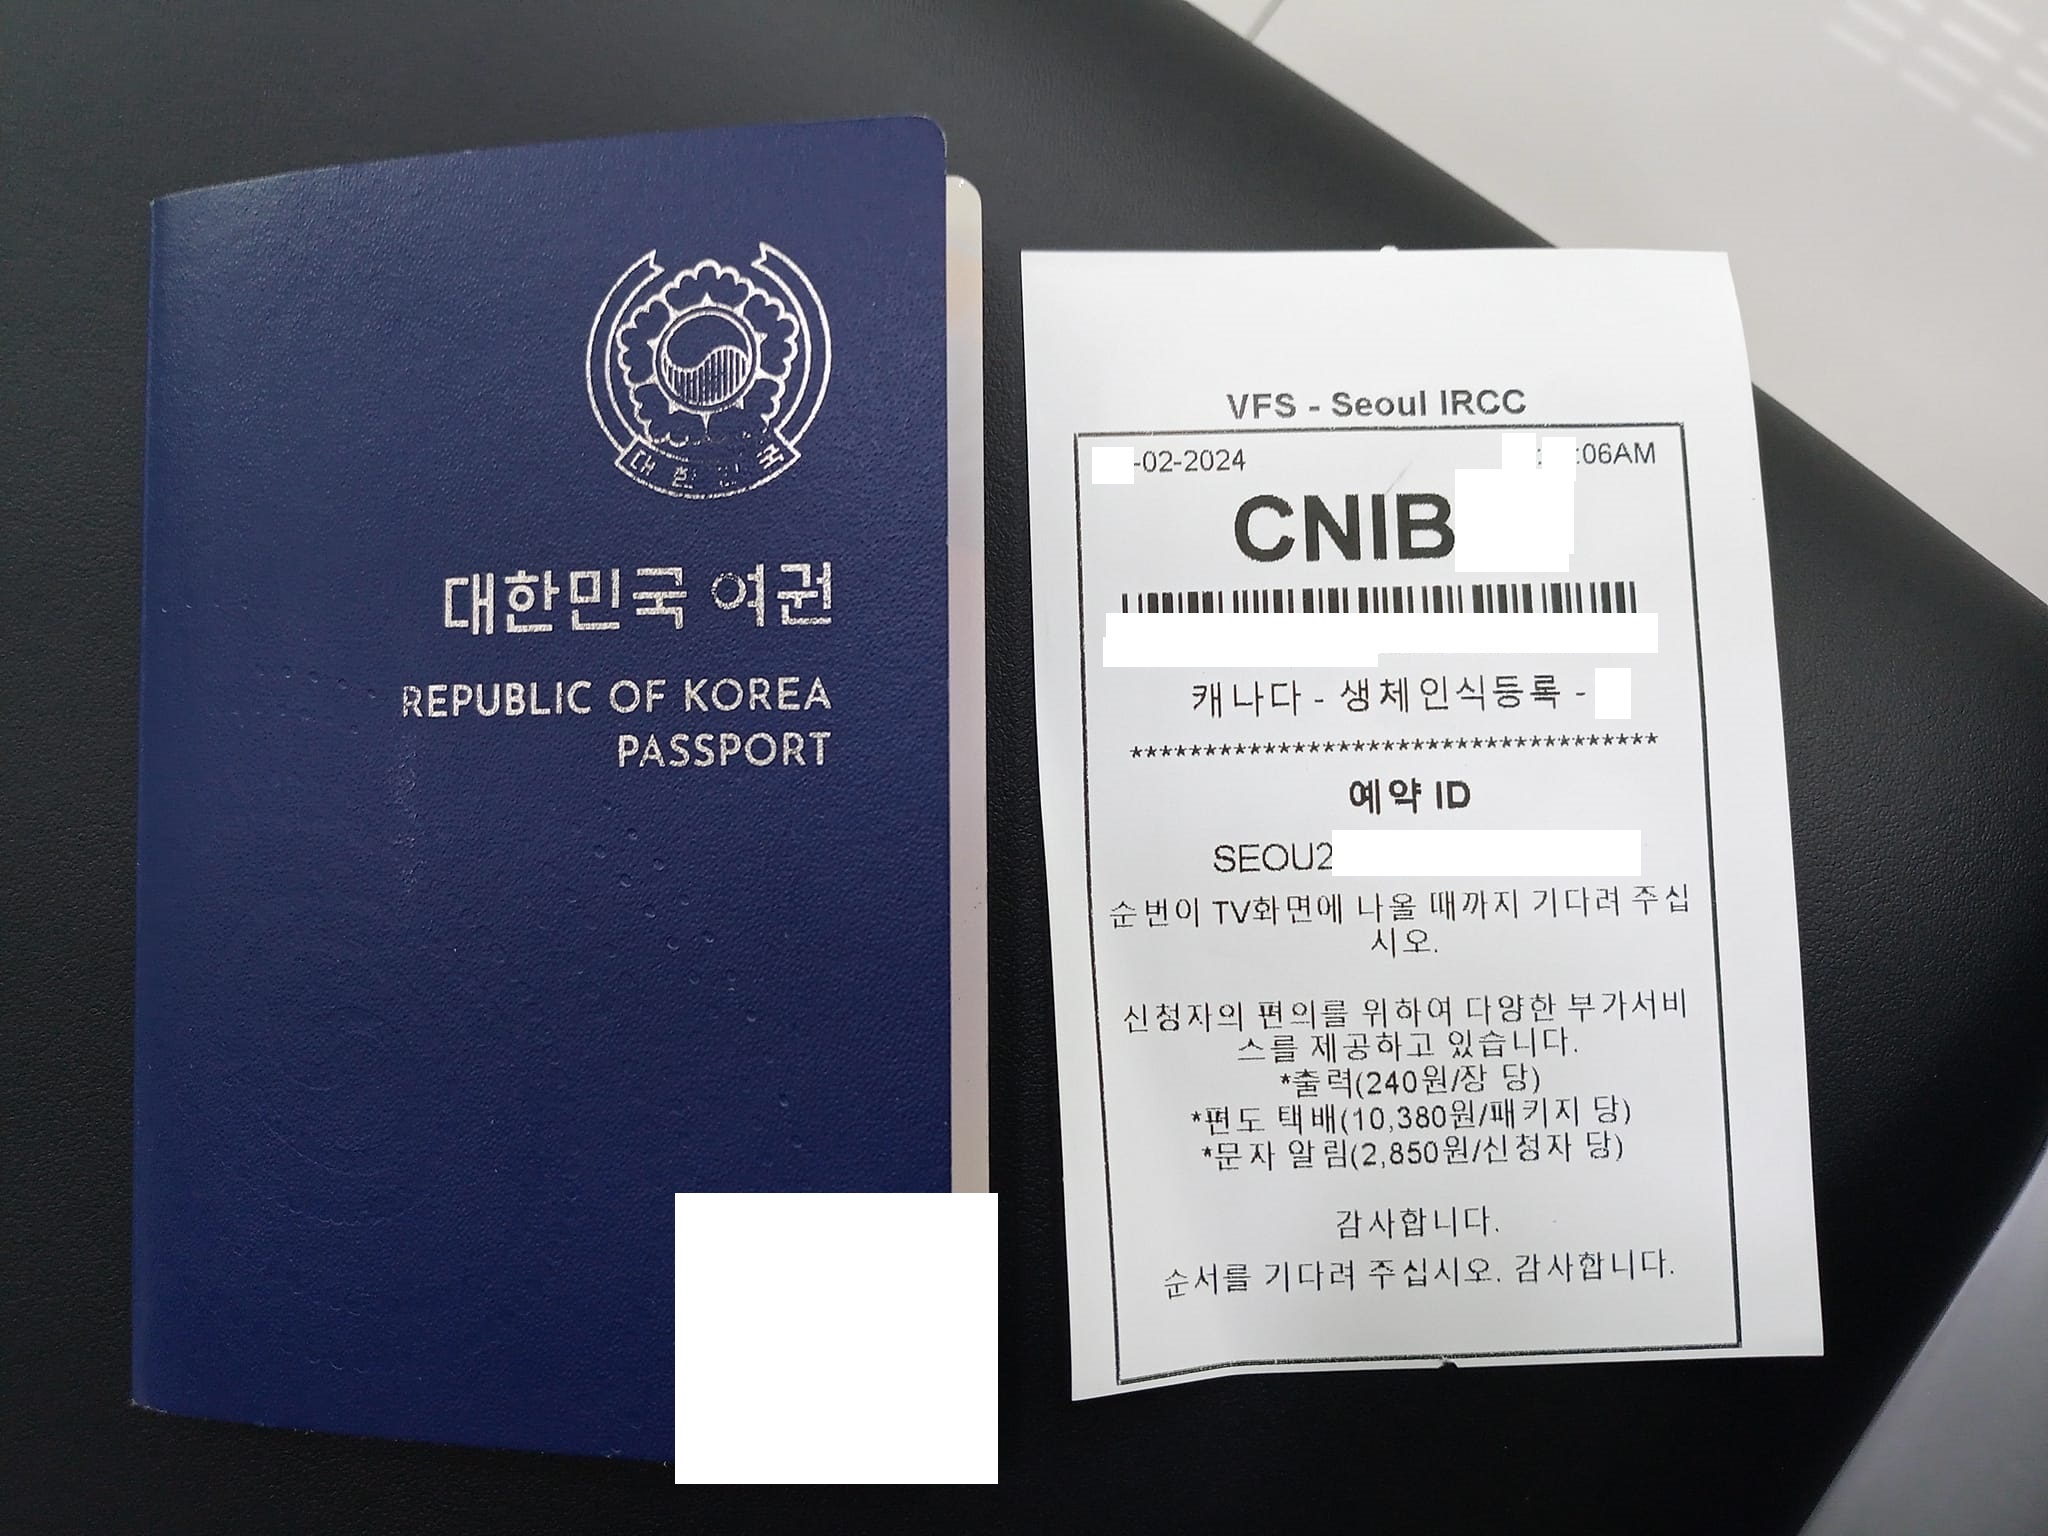 대한민국
대한민국 여권
REPUBLIC OF KOREA
PASSPORT
VFS - Seoul IRCC
-02-2024 :06AM
CNIB
캐나다 - 생체인식등록 -
************************************
예약 ID
SEOU2
순번이 TV화면에 나올 때까지 기다려 주십
시오.
신청자의 편의를 위하여 다양한 부가서비
스를 제공하고 있습니다.
*출력(240원/장 당)
*편도 택배(10,380원/패키지 당)
*문자 알림(2,850원/신청자 당)
감사합니다.
순서를 기다려 주십시오. 감사합니다.